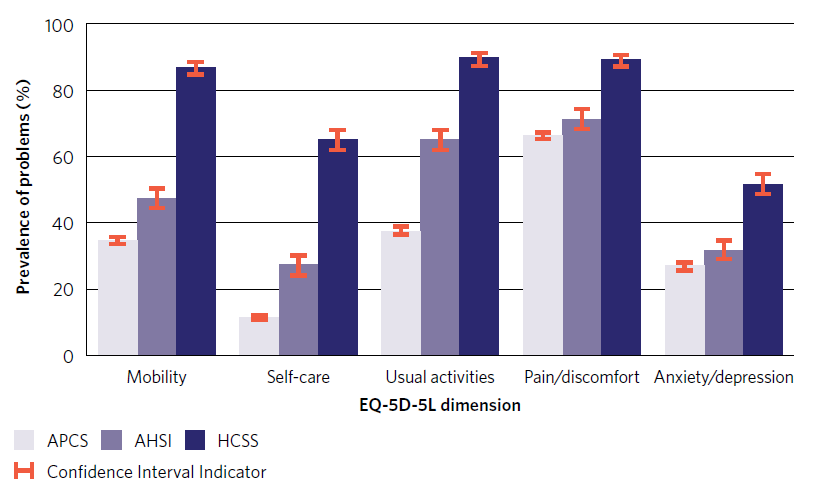 Prevalence of problems (%)
100
80
60
40
20
0
Mobility Self-care Usual activities Pain/discomfort Anxiety/depression
EQ-5D-5L dimension
APCS AHSI HCSS
Confidence Interval Indicator